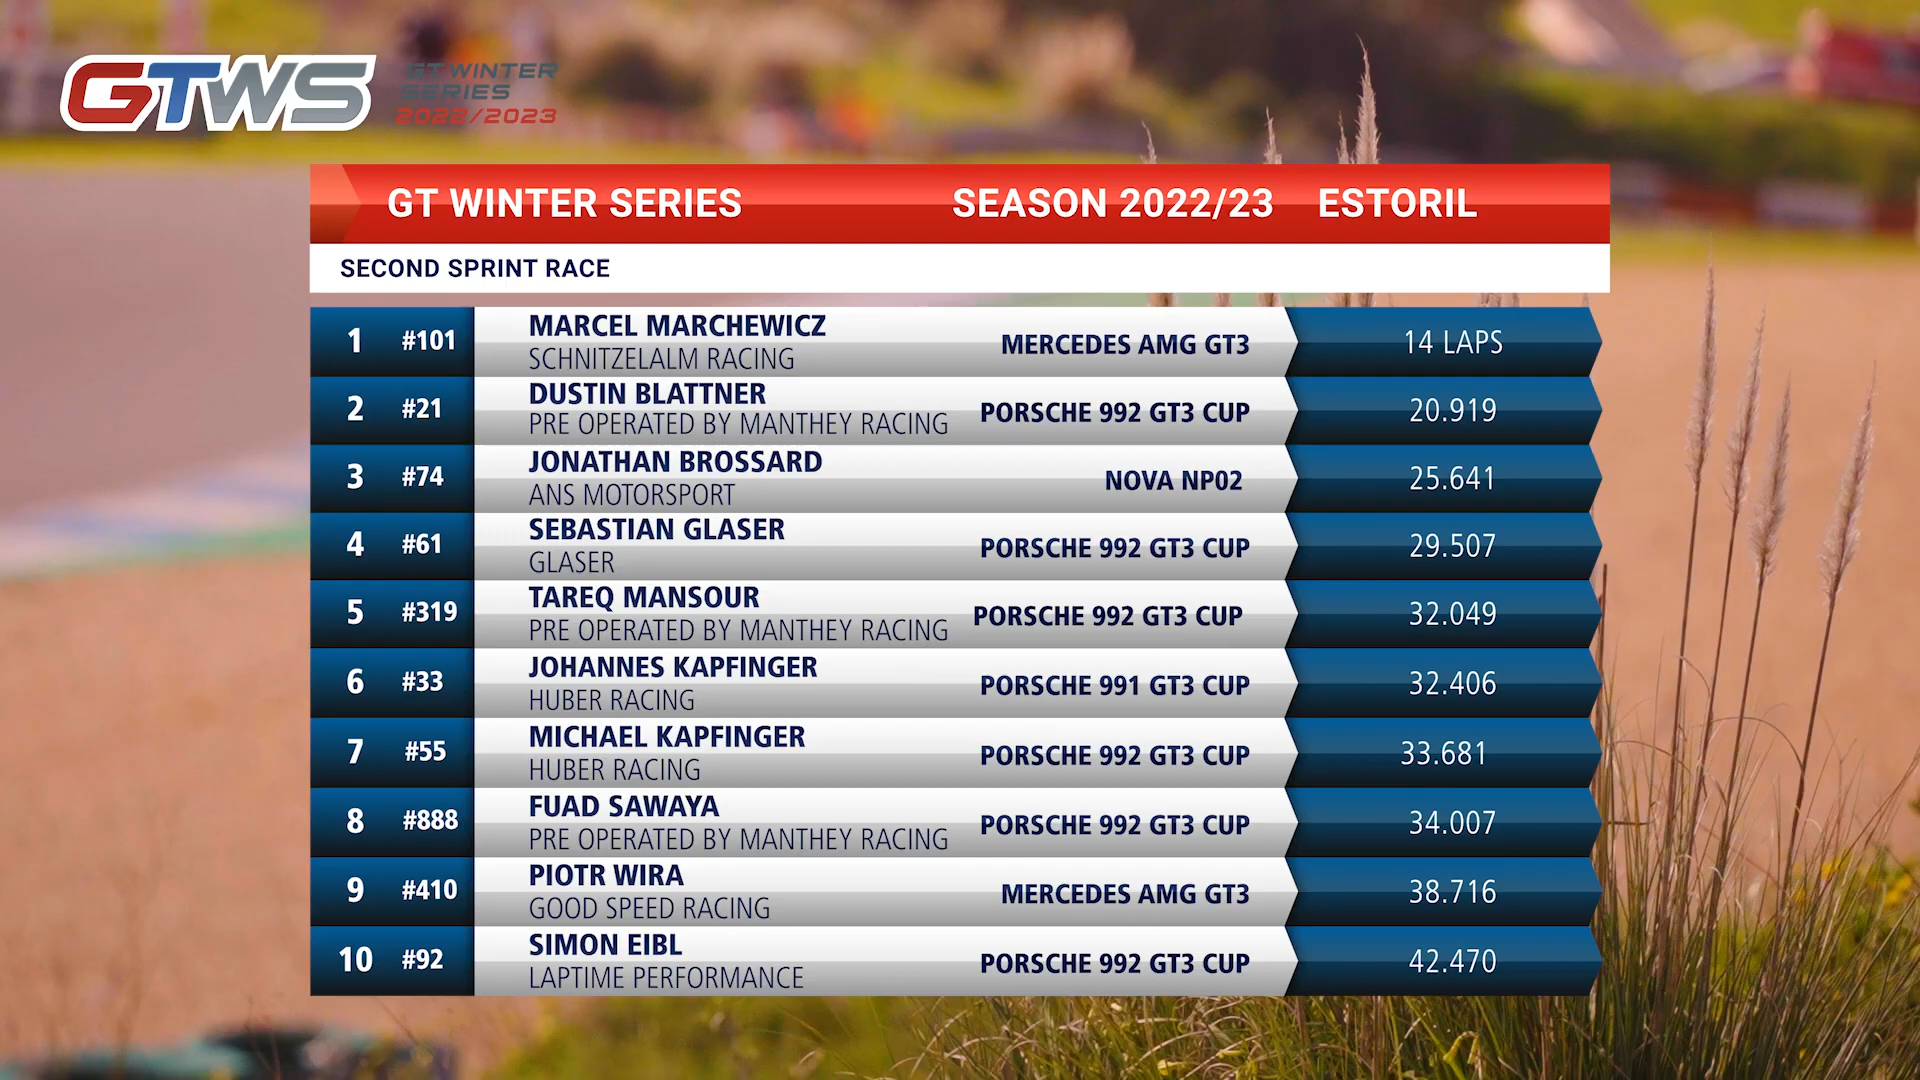 GTWS
GT WINTER
SERIES
2022/2023
GT WINTER SERIES SEASON 2022/23 ESTORIL
SECOND SPRINT RACE
1 #101 MARCEL MARCHEWICZ MERCEDES AMG GT3 14 LAPS
SCHNITZELALM RACING
2 #21 DUSTIN BLATTNER PORSCHE 992 GT3 CUP 20.919
PRE OPERATED BY MANTHEY RACING
3 #74 JONATHAN BROSSARD NOVA NP02 25.641
ANS MOTORSPORT
4 #61 SEBASTIAN GLASER PORSCHE 992 GT3 CUP 29.507
GLASER
5 #319 TAREQ MANSOUR PORSCHE 992 GT3 CUP 32.049
PRE OPERATED BY MANTHEY RACING
6 #33 JOHANNES KAPFINGER PORSCHE 991 GT3 CUP 32.406
HUBER RACING
7 #55 MICHAEL KAPFINGER PORSCHE 992 GT3 CUP 33.681
HUBER RACING
8 #888 FUAD SAWAYA PORSCHE 992 GT3 CUP 34.007
PRE OPERATED BY MANTHEY RACING
9 #410 PIOTR WIRA MERCEDES AMG GT3 38.716
GOOD SPEED RACING
10 #92 SIMON EIBL PORSCHE 992 GT3 CUP 42.470
LAPTIME PERFORMANCE